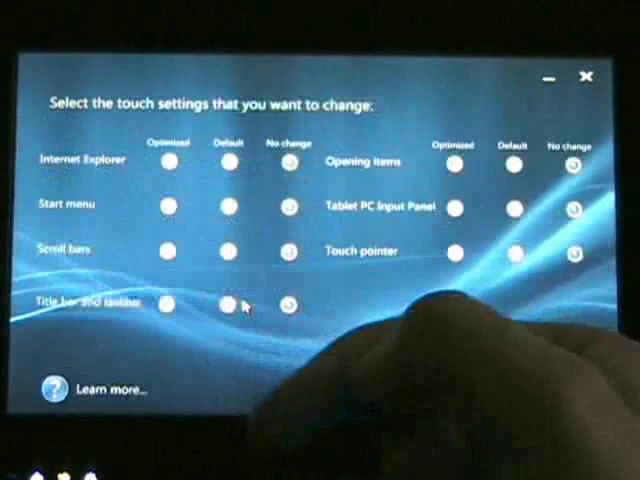 Select the touch settings that you want to change:
Optimized Default No change
Optimized Default No change
Internet Explorer
Opening items
Start menu
Tablet PC Input Panel
Scroll bars
Touch pointer
Title bar and taskbar
? Learn more...